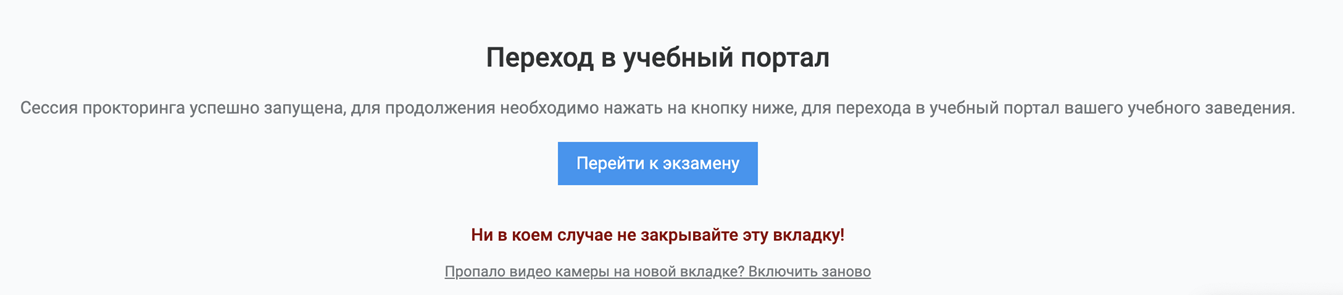 Переход в учебный портал
Сессия прокторинга успешно запущена, для продолжения необходимо нажать на кнопку ниже, для перехода в учебный портал вашего учебного заведения.
Перейти к экзамену
Ни в коем случае не закрывайте эту вкладку!
Пропало видео камеры на новой вкладке? Включить заново